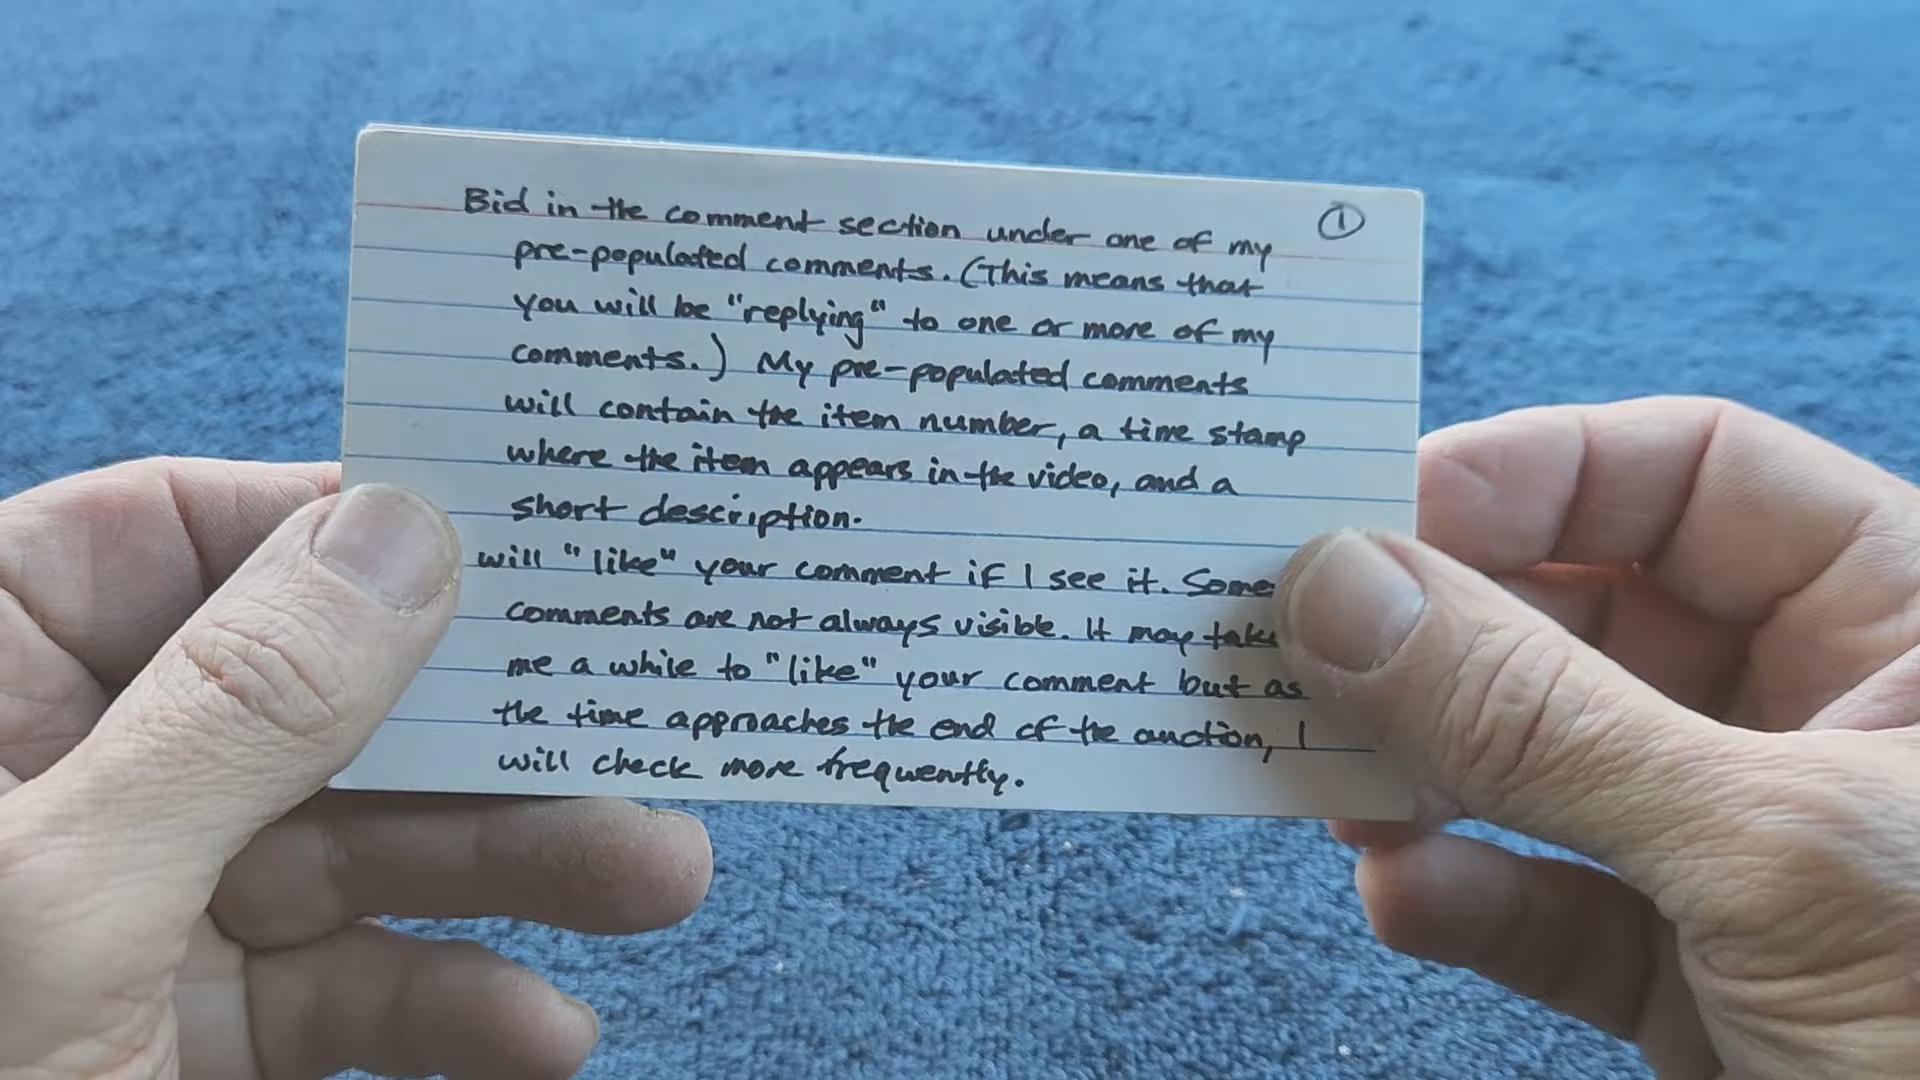 Bid in the comment section under one of my
①
pre-populated comments. (This means that
you will be "replying" to one or more of my
comments.) My pre-populated comments
will contain the item number, a time stamp
where the item appears in the video, and a
short description.
will "like" your comment if I see it. Some
comments are not always visible. It may take
me a while to "like" your comment but as
the time approaches the end of the auction, I
will check more frequently.